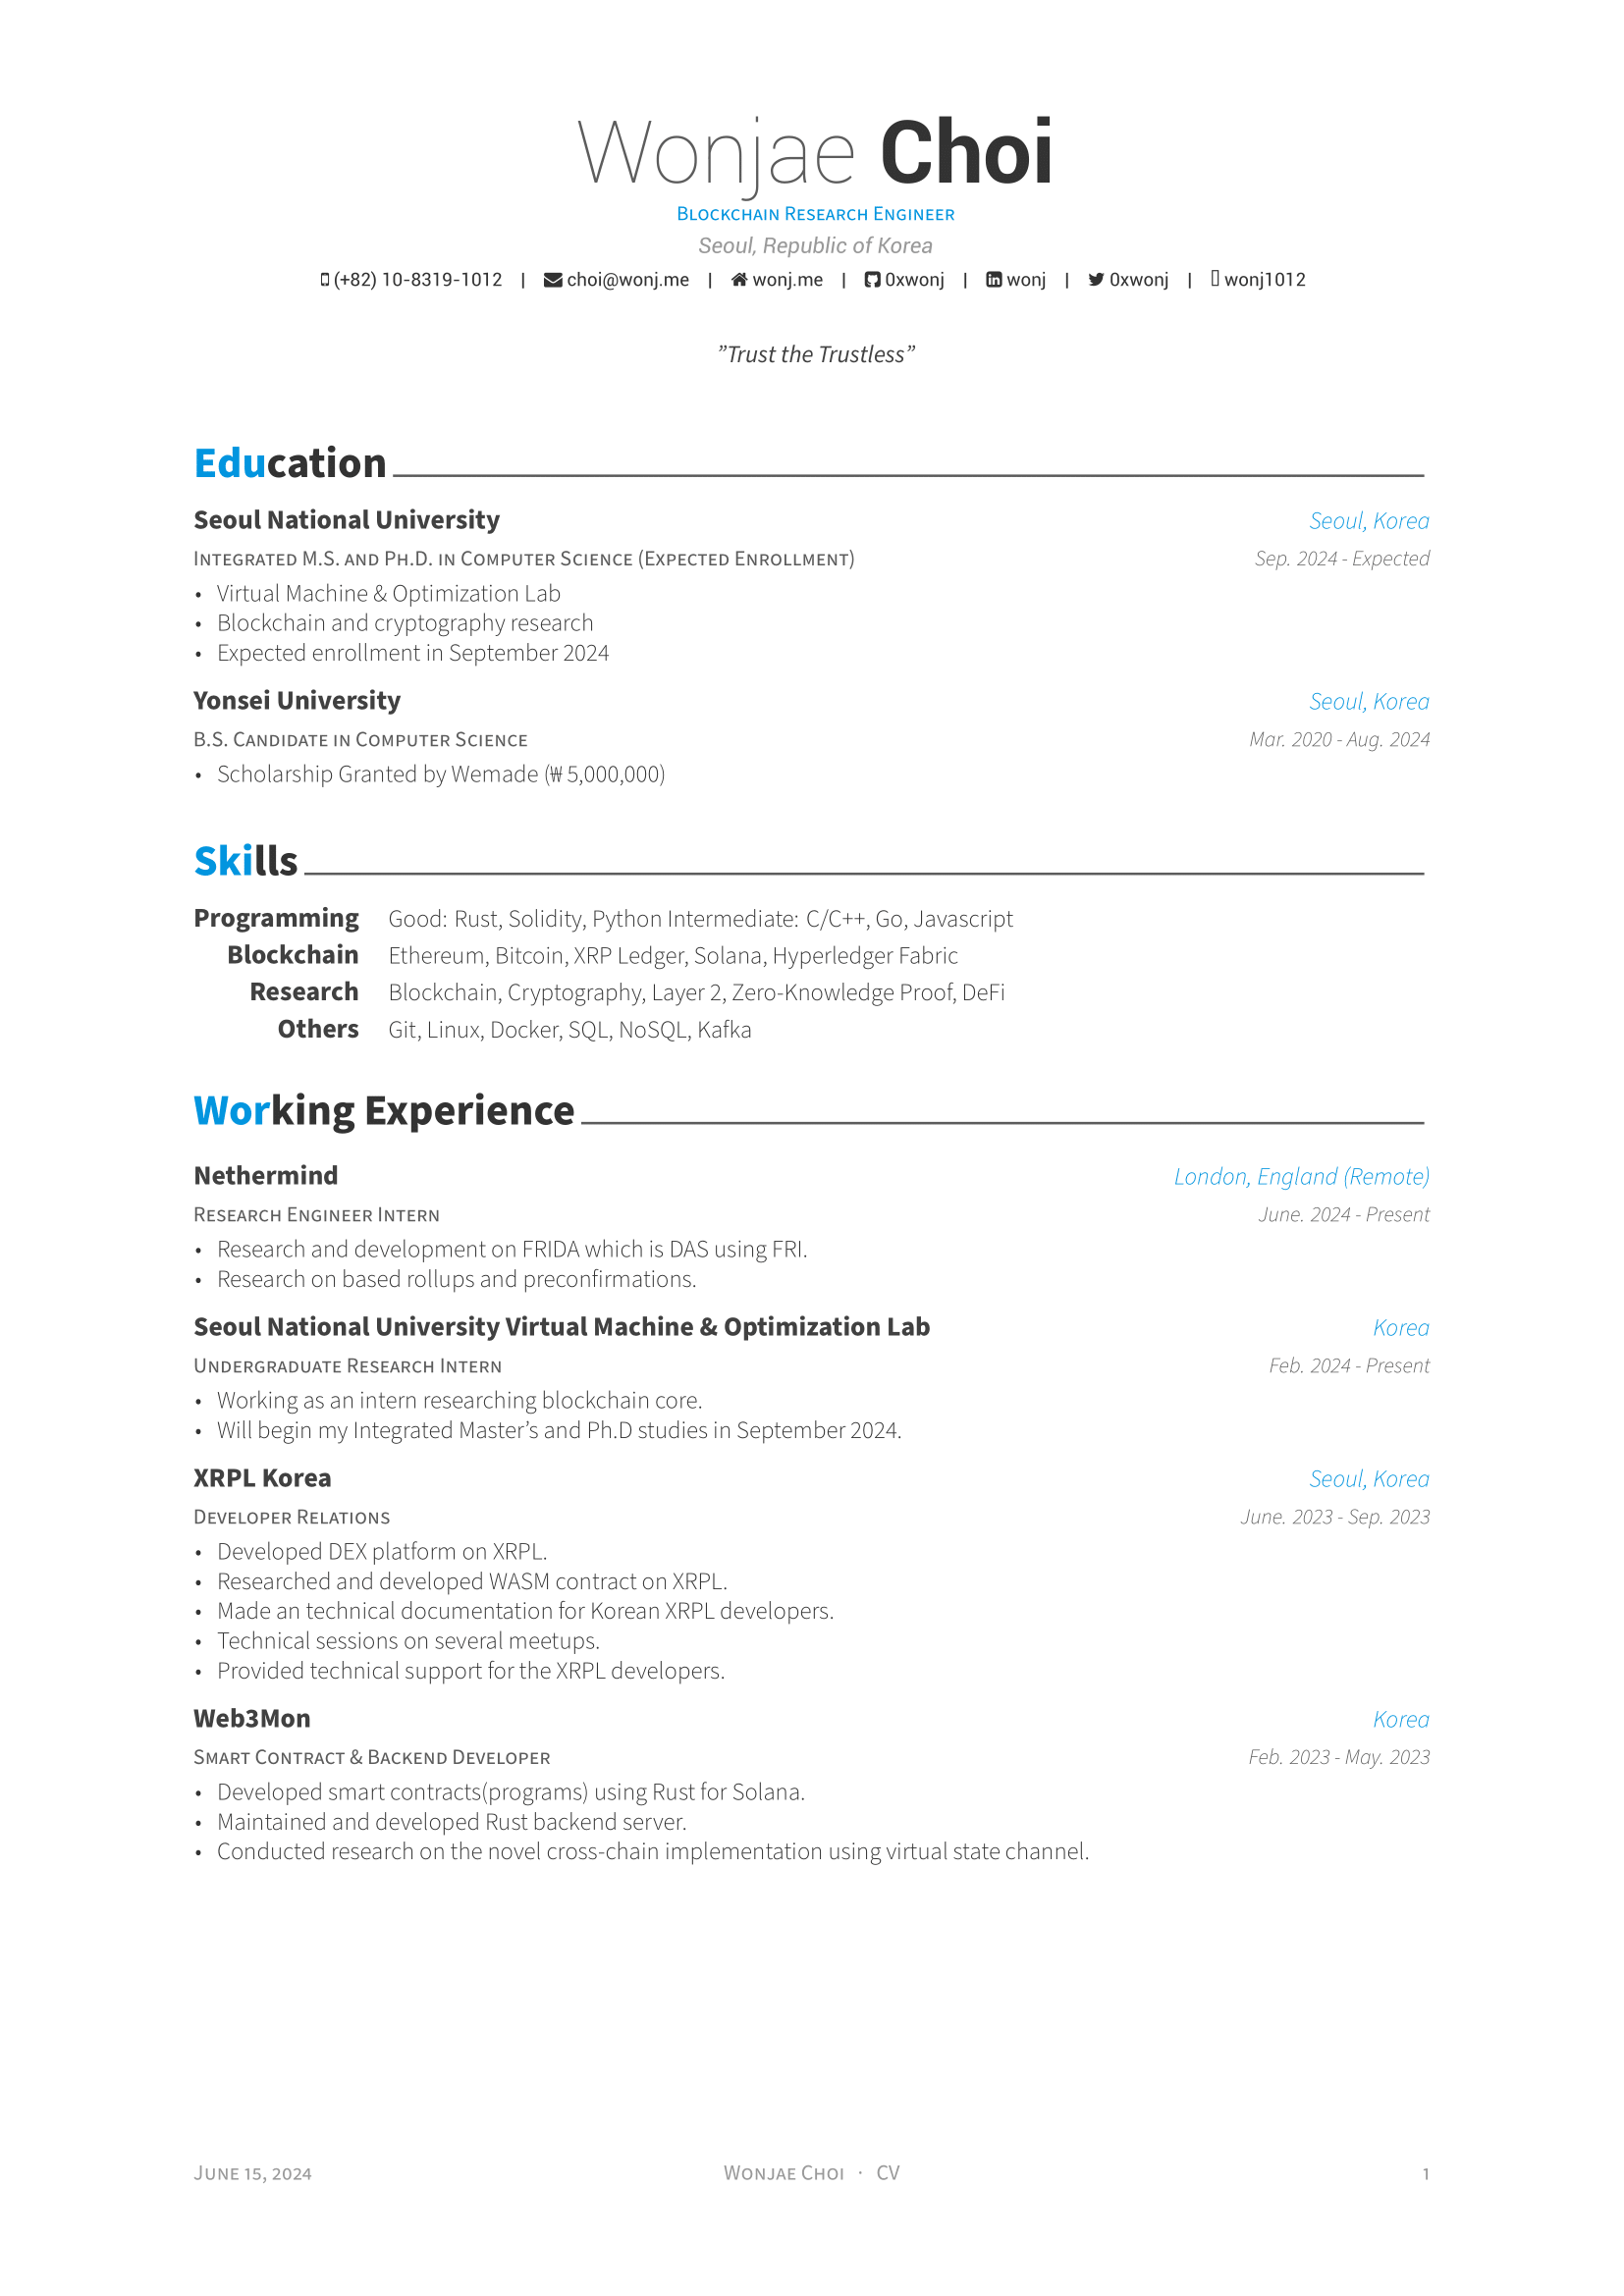 Wonjae Choi
Blockchain Research Engineer
Seoul, Republic of Korea
(+82) 10-8319-1012 | choi@wonj.me | wonj.me | 0xwonj | wonj | 0xwonj | wonj1012
”Trust the Trustless”
Education
Seoul National University Seoul, Korea
Integrated M.S. and Ph.D. in Computer Science (Expected Enrollment) Sep. 2024 - Expected
• Virtual Machine & Optimization Lab
• Blockchain and cryptography research
• Expected enrollment in September 2024
Yonsei University Seoul, Korea
B.S. Candidate in Computer Science Mar. 2020 - Aug. 2024
• Scholarship Granted by Wemade (₩ 5,000,000)
Skills
Programming Good: Rust, Solidity, Python Intermediate: C/C++, Go, Javascript
Blockchain Ethereum, Bitcoin, XRP Ledger, Solana, Hyperledger Fabric
Research Blockchain, Cryptography, Layer 2, Zero-Knowledge Proof, DeFi
Others Git, Linux, Docker, SQL, NoSQL, Kafka
Working Experience
Nethermind London, England (Remote)
Research Engineer Intern June. 2024 - Present
• Research and development on FRIDA which is DAS using FRI.
• Research on based rollups and preconfirmations.
Seoul National University Virtual Machine & Optimization Lab Korea
Undergraduate Research Intern Feb. 2024 - Present
• Working as an intern researching blockchain core.
• Will begin my Integrated Master’s and Ph.D studies in September 2024.
XRPL Korea Seoul, Korea
Developer Relations June. 2023 - Sep. 2023
• Developed DEX platform on XRPL.
• Researched and developed WASM contract on XRPL.
• Made an technical documentation for Korean XRPL developers.
• Technical sessions on several meetups.
• Provided technical support for the XRPL developers.
Web3Mon Korea
Smart Contract & Backend Developer Feb. 2023 - May. 2023
• Developed smart contracts(programs) using Rust for Solana.
• Maintained and developed Rust backend server.
• Conducted research on the novel cross-chain implementation using virtual state channel.
June 15, 2024 Wonjae Choi · CV 1